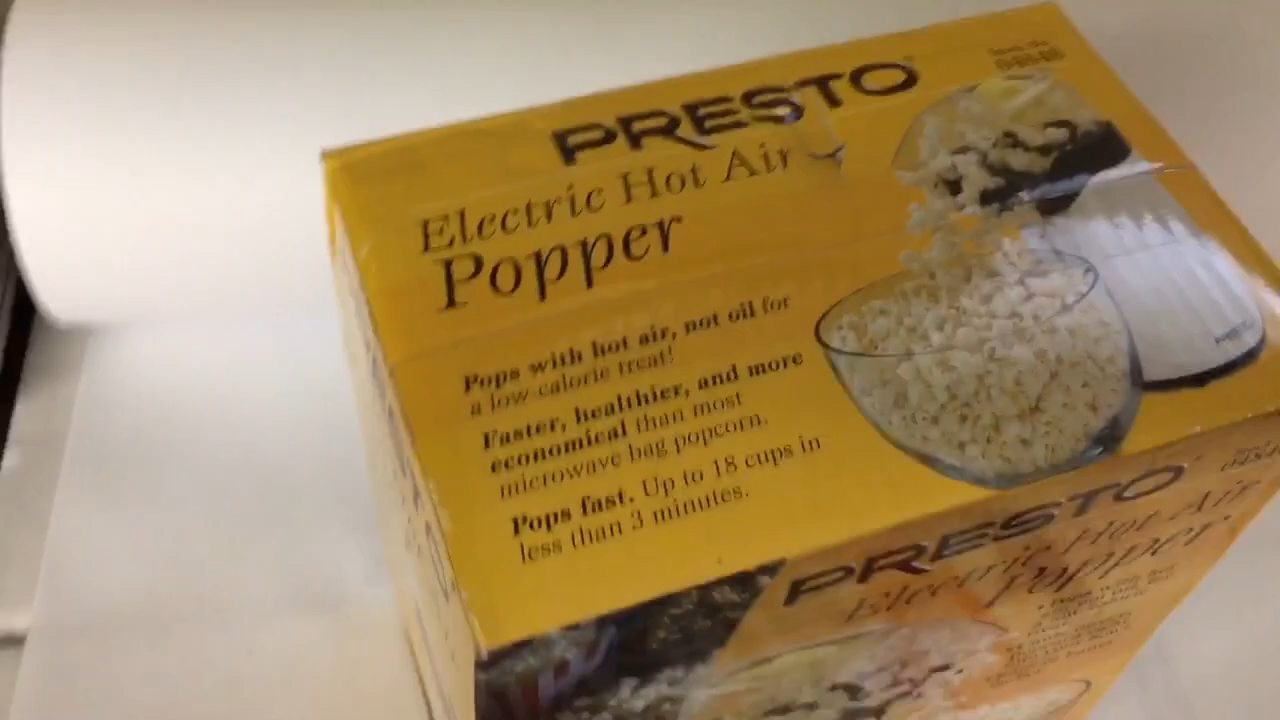 PRESTO
Electric Hot Air
Popper
Pops with hot air, not oil for
a low calorie treat!
Faster, healthier, and more
economical than most
microwave bag popcorn.
Pops fast. Up to 18 cups in
less than 3 minutes.
PRESTO
PRESTO
Electric Hot Air
Popper